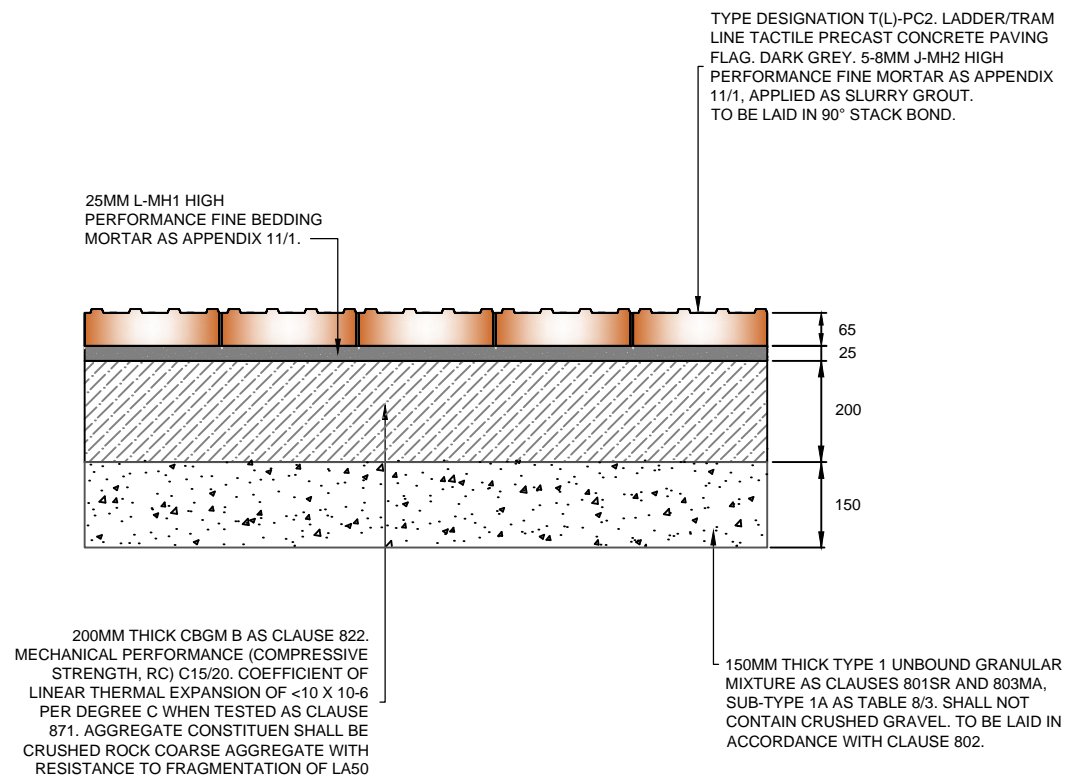 TYPE DESIGNATION T(L)-PC2. LADDER/TRAM
LINE TACTILE PRECAST CONCRETE PAVING
FLAG. DARK GREY. 5-8MM J-MH2 HIGH
PERFORMANCE FINE MORTAR AS APPENDIX
11/1, APPLIED AS SLURRY GROUT.
TO BE LAID IN 90° STACK BOND.
25MM L-MH1 HIGH
PERFORMANCE FINE BEDDING
MORTAR AS APPENDIX 11/1.
65
25
200
150
200MM THICK CBGM B AS CLAUSE 822.
MECHANICAL PERFORMANCE (COMPRESSIVE
STRENGTH, RC) C15/20. COEFFICIENT OF
LINEAR THERMAL EXPANSION OF <10 X 10-6
PER DEGREE C WHEN TESTED AS CLAUSE
871. AGGREGATE CONSTITUEN SHALL BE
CRUSHED ROCK COARSE AGGREGATE WITH
RESISTANCE TO FRAGMENTATION OF LA50
150MM THICK TYPE 1 UNBOUND GRANULAR
MIXTURE AS CLAUSES 801SR AND 803MA,
SUB-TYPE 1A AS TABLE 8/3. SHALL NOT
CONTAIN CRUSHED GRAVEL. TO BE LAID IN
ACCORDANCE WITH CLAUSE 802.